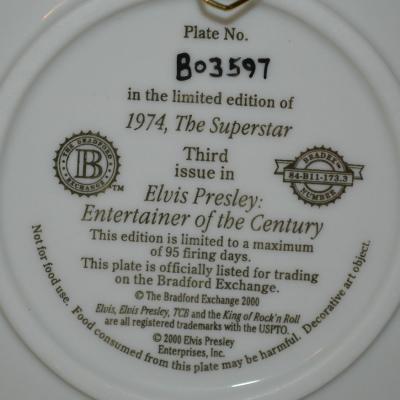 Plate No.
B03597
in the limited edition of
1974, The Superstar
Third
issue in
Elvis Presley:
Entertainer of the Century
This edition is limited to a maximum
of 95 firing days.
This plate is officially listed for trading
on the Bradford Exchange.
© The Bradford Exchange 2000
Elvis, Elvis Presley, TCB and the King of Rock'n Roll
are all registered trademarks with the USPTO.
© 2000 Elvis Presley
Enterprises, Inc.
THE BRADFORD
B
EXCHANGE
TM
BRADEX
84-B11-173.3
NUMBER
Not for food use. Food consumed from this plate may be harmful. Decorative art object.